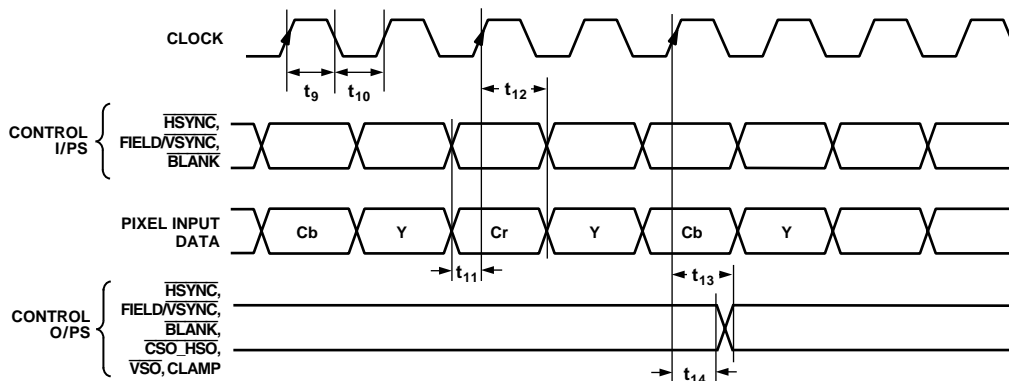 CLOCK
t9
t10
t12
CONTROL
I/PS
HSYNC,
FIELD/VSYNC,
BLANK
PIXEL INPUT
DATA
Cb
Y
Cr
Y
Cb
Y
t11
t13
CONTROL
O/PS
HSYNC,
FIELD/VSYNC,
BLANK,
CSO_HSO,
VSO, CLAMP
t14